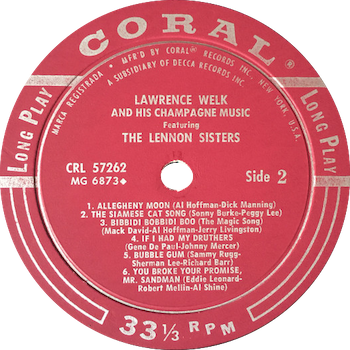 CORAL®
MFR'D BY CORAL RECORDS INC.
A SUBSIDIARY OF DECCA RECORDS INC.
MARCA REGISTRADA
NEW YORK, U.S.A.
LONG PLAY
LONG PLAY
LAWRENCE WELK
AND HIS CHAMPAGNE MUSIC
Featuring
THE LENNON SISTERS
CRL 57262
MG 6873◆
Side 2
1. ALLEGHENY MOON (Al Hoffman-Dick Manning)
2. THE SIAMESE CAT SONG (Sonny Burke-Peggy Lee)
3. BIBBIDI BOBBIDI BOO (The Magic Song)
(Mack David-Al Hoffman-Jerry Livingston)
4. IF I HAD MY DRUTHERS
(Gene De Paul-Johnny Mercer)
5. BUBBLE GUM (Sammy Rugg-
Sherman Lee-Richard Barr)
6. YOU BROKE YOUR PROMISE,
MR. SANDMAN (Eddie Leonard-
Robert Mellin-Al Shine)
33 1/3 RPM